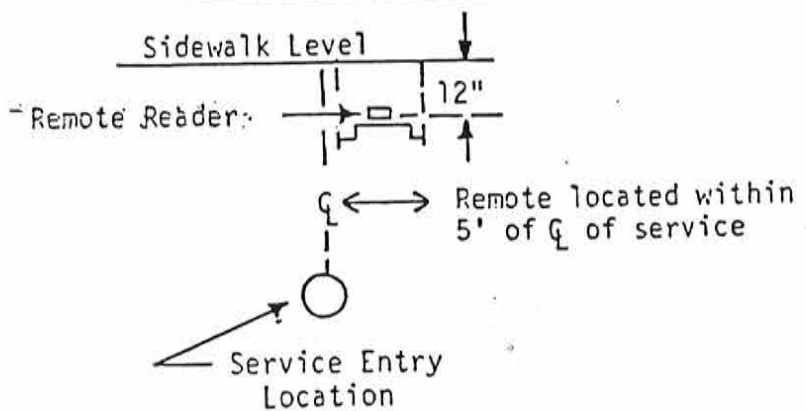 Sidewalk Level
12"
Remote Reader:
℄ Remote located within
5' of ℄ of service
Service Entry
Location